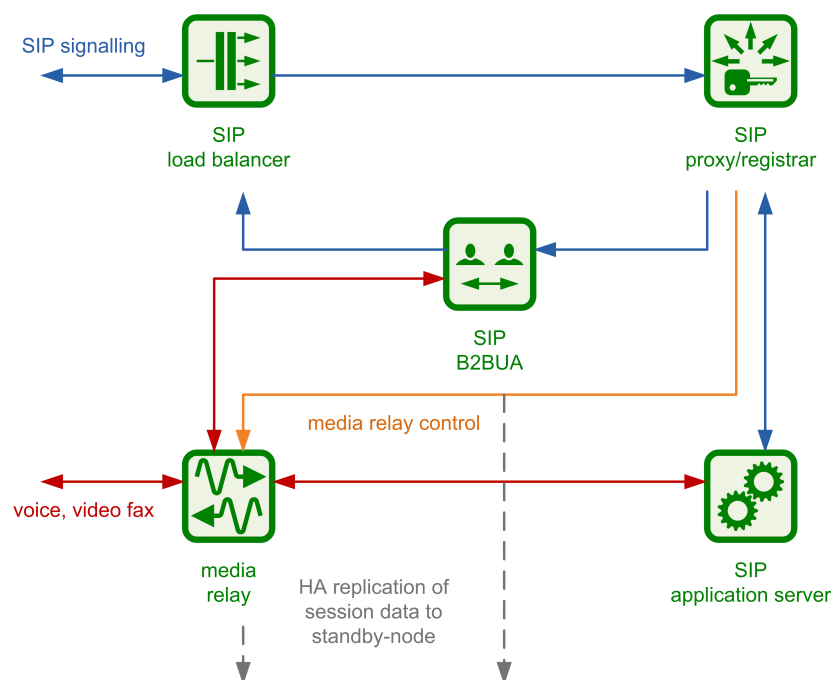 SIP signalling
SIP
load balancer
SIP
proxy/registrar
SIP
B2BUA
media relay control
voice, video fax
media
relay
HA replication of
session data to
standby-node
SIP
application server